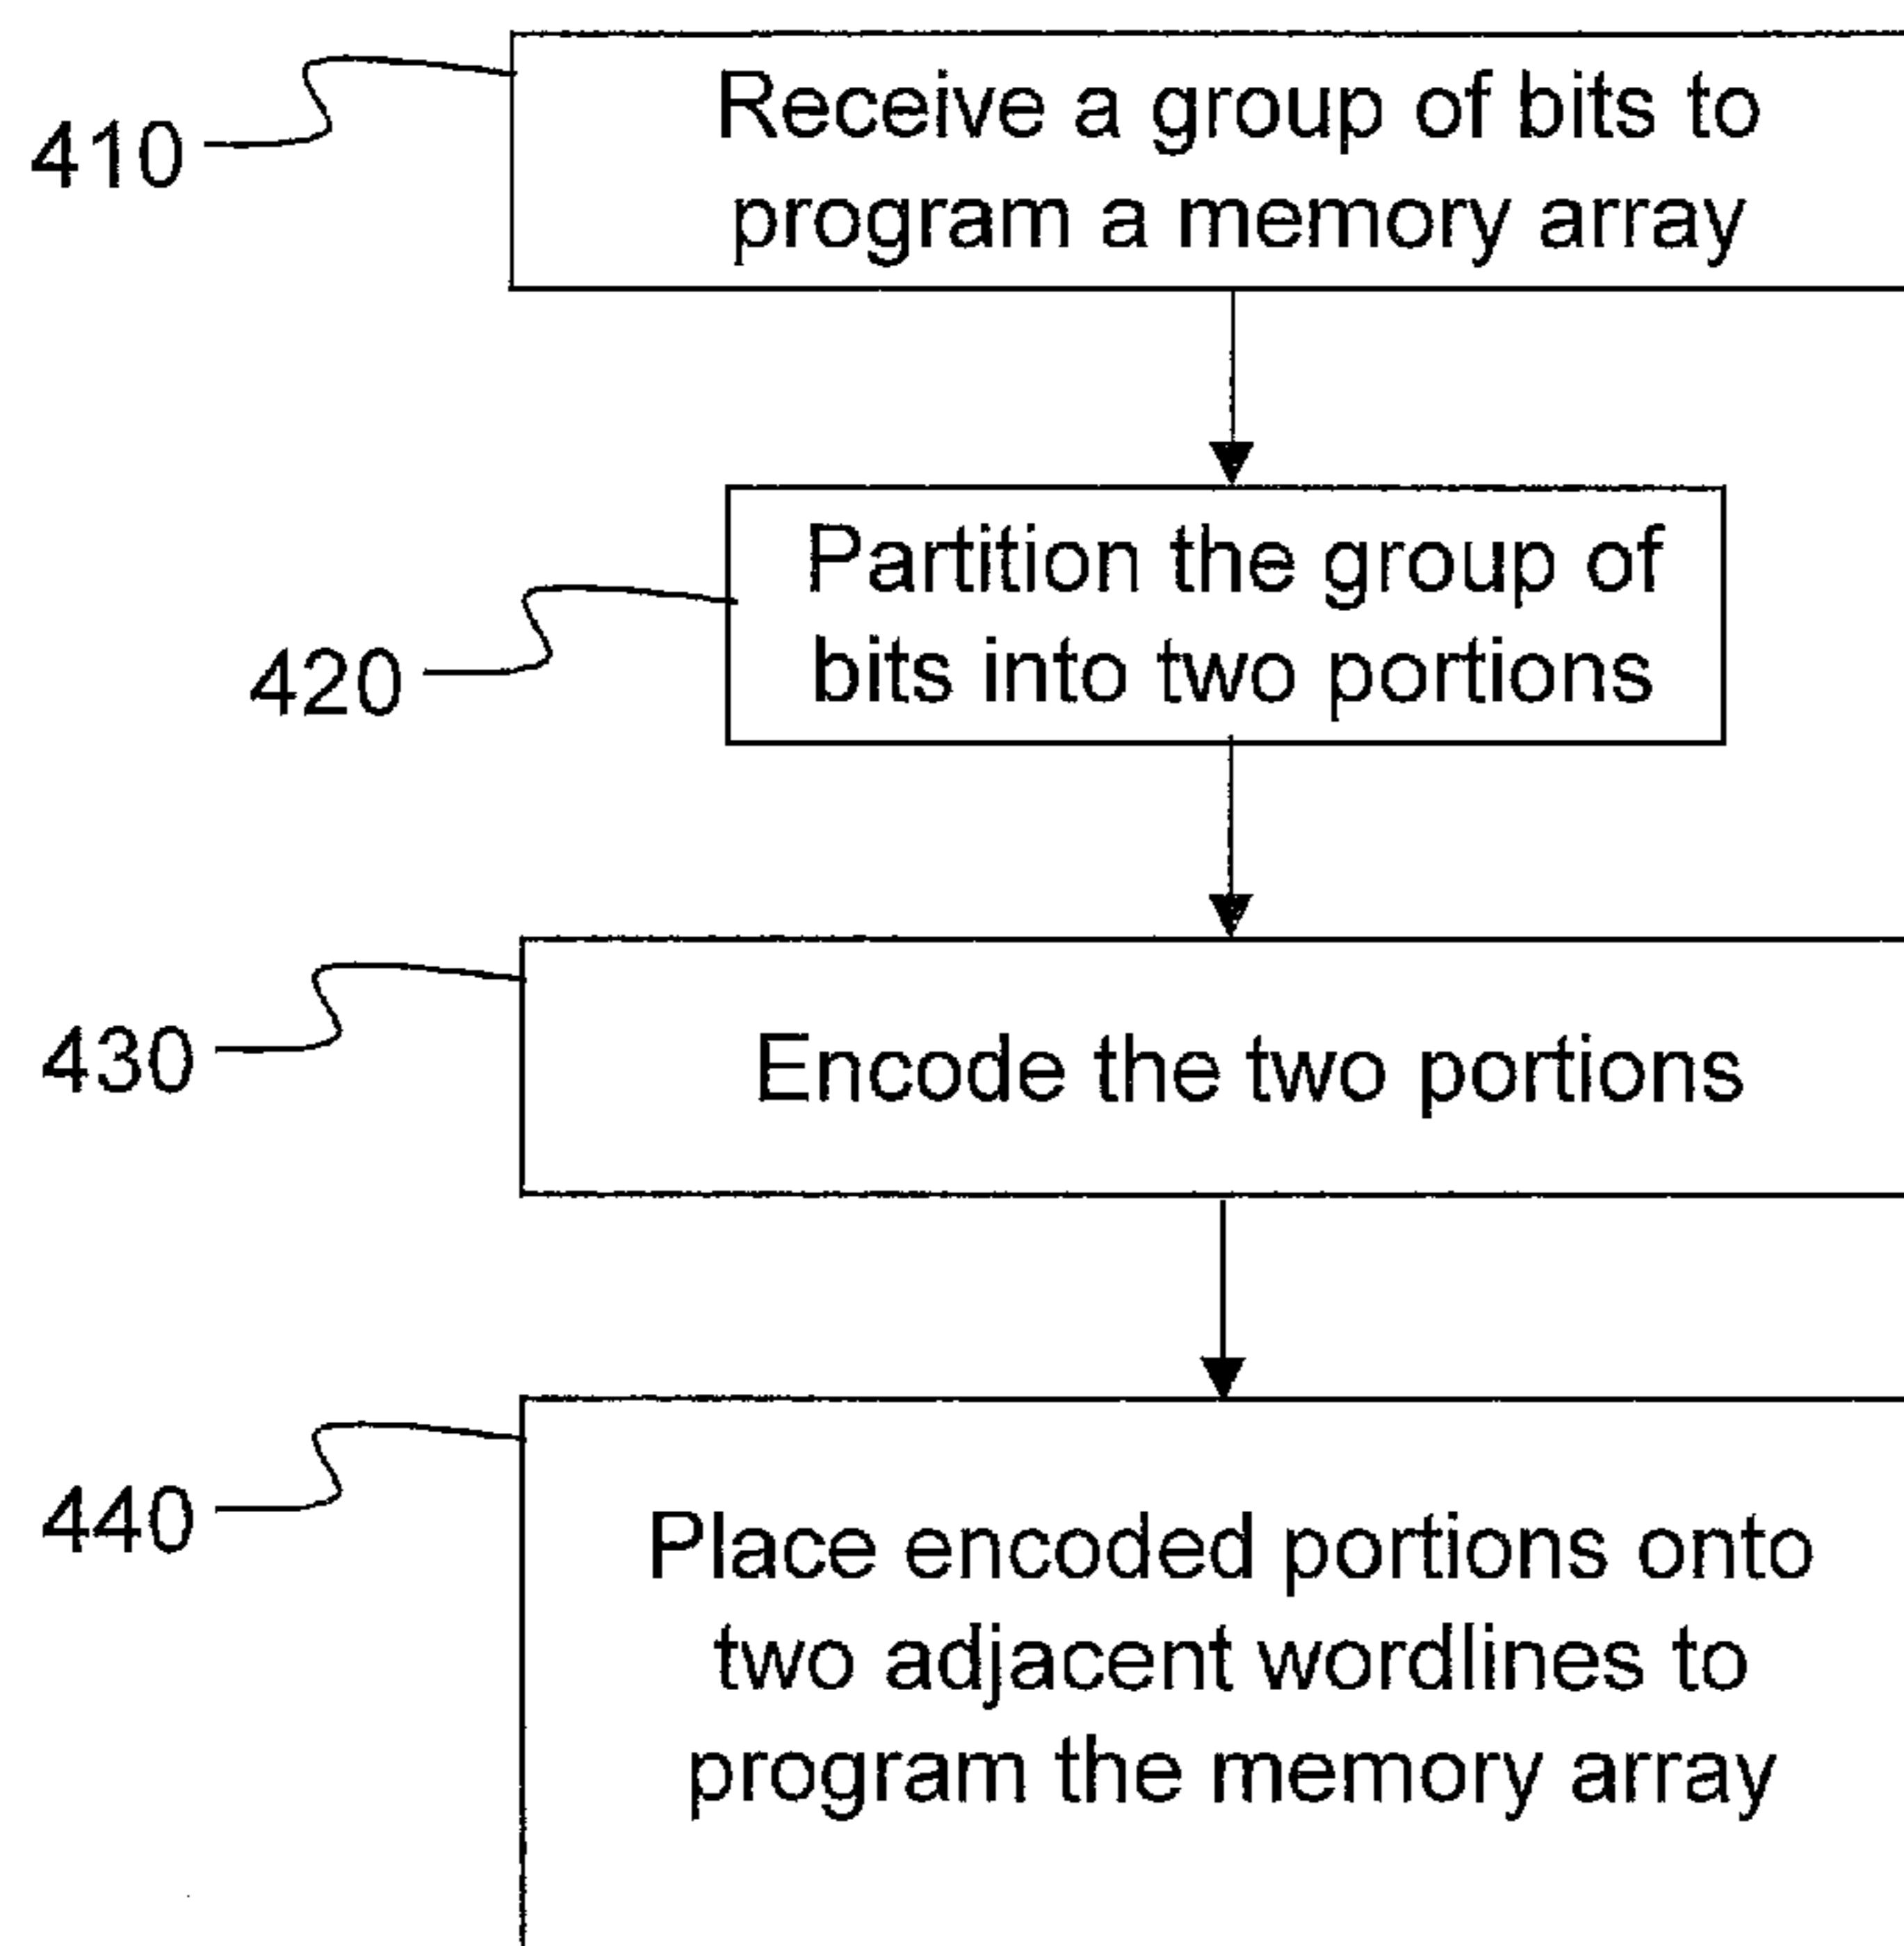 410
Receive a group of bits to
program a memory array
420
Partition the group of
bits into two portions
430
Encode the two portions
440
Place encoded portions onto
two adjacent wordlines to
program the memory array